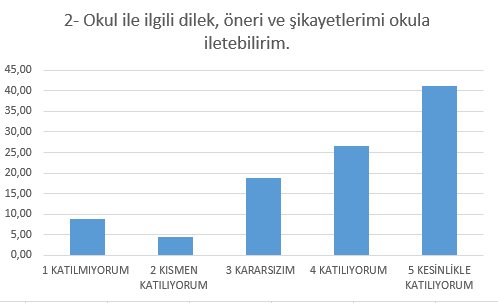 2- Okul ile ilgili dilek, öneri ve şikayetlerimi okula
iletebilirim.
45,00
40,00
35,00
30,00
25,00
20,00
15,00
10,00
5,00
0,00
1 KATILMIYORUM
2 KISMEN
KATILIYORUM
3 KARARSIZIM
4 KATILIYORUM
5 KESİNLİKLE
KATILIYORUM